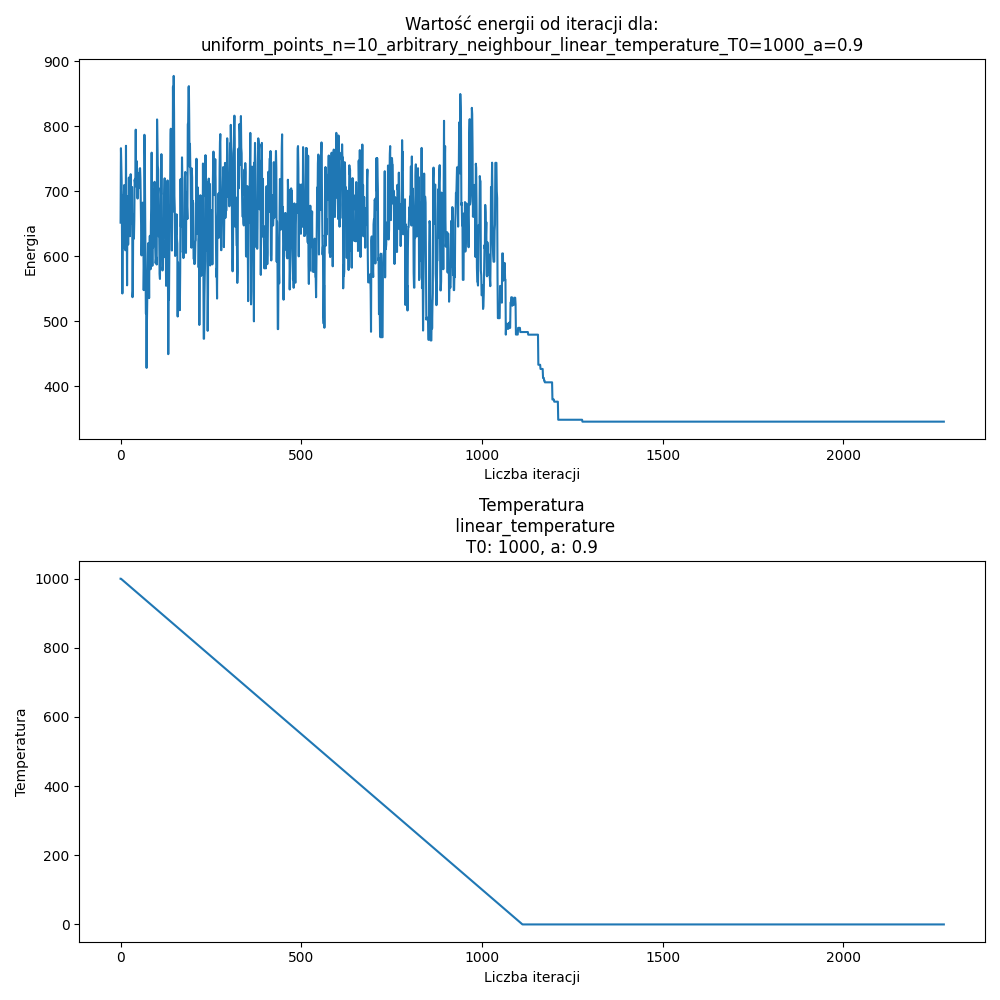 Wartość energii od iteracji dla:
uniform_points_n=10_arbitrary_neighbour_linear_temperature_T0=1000_a=0.9
900
800
700
600
500
400
Energia
0 500 1000 1500 2000
Liczba iteracji
Temperatura
linear_temperature
T0: 1000, a: 0.9
1000
800
600
400
200
0
Temperatura
0 500 1000 1500 2000
Liczba iteracji